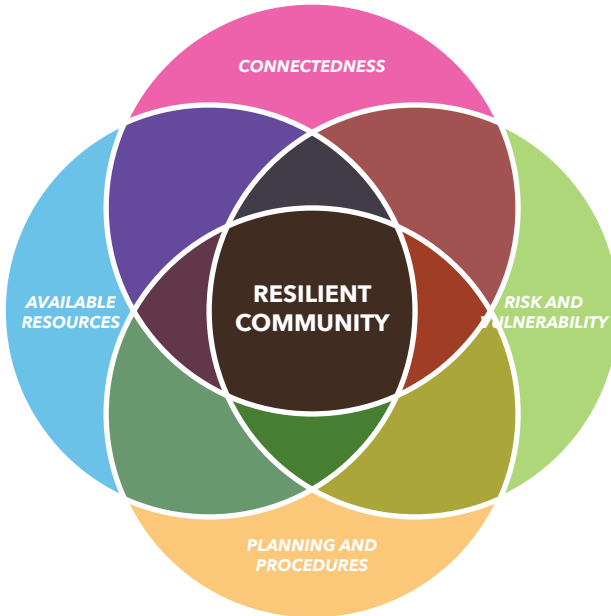 CONNECTEDNESS
AVAILABLE
RESOURCES
RESILIENT
COMMUNITY
RISK AND
VULNERABILITY
PLANNING AND
PROCEDURES